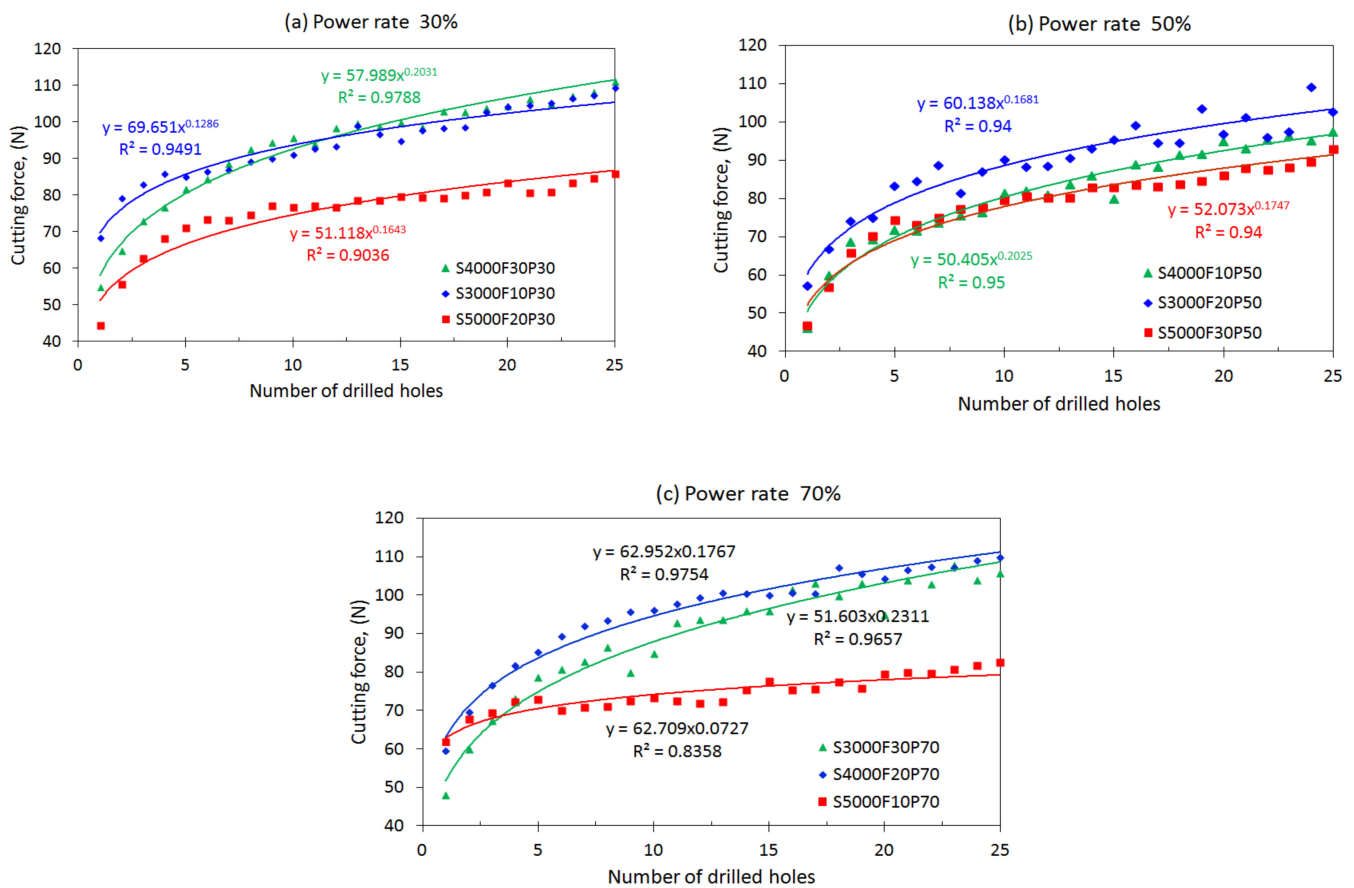 (a) Power rate 30%
120
110
100
90
80
70
60
50
40
Cutting force, (N)
y = 57.989x^0.2031
R² = 0.9788
y = 69.651x^0.1286
R² = 0.9491
y = 51.118x^0.1643
R² = 0.9036
S4000F30P30
S3000F10P30
S5000F20P30
0 5 10 15 20 25
Number of drilled holes
(b) Power rate 50%
120
110
100
90
80
70
60
50
40
Cutting force, (N)
y = 60.138x^0.1681
R² = 0.94
y = 52.073x^0.1747
R² = 0.94
y = 50.405x^0.2025
R² = 0.95
S4000F10P50
S3000F20P50
S5000F30P50
0 5 10 15 20 25
Number of drilled holes
(c) Power rate 70%
120
110
100
90
80
70
60
50
40
Cutting force, (N)
y = 62.952x0.1767
R² = 0.9754
y = 51.603x0.2311
R² = 0.9657
y = 62.709x0.0727
R² = 0.8358
S3000F30P70
S4000F20P70
S5000F10P70
0 5 10 15 20 25
Number of drilled holes